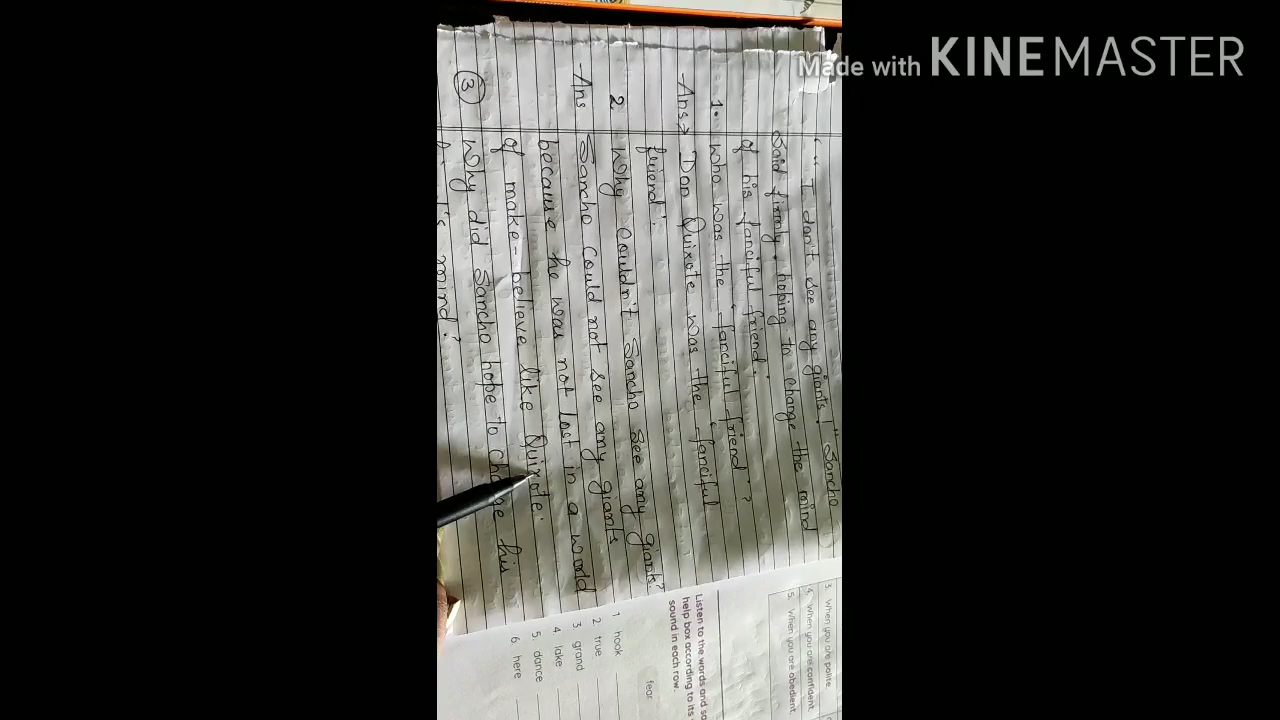 Made with KINEMASTER
" I don't see any giants!" Sancho
said firmly. hoping to change the mind
of his fanciful friend.
1. Who was the 'fanciful friend'?
Ans → Don Quixote was the 'fanciful
friend'.
2 Why couldn't Sancho see any giants?
Ans Sancho could not see any giants
because he was not lost in a world
of make-believe like Quixote.
3 Why did Sancho hope to change his
mind?
3. When you are polite.
4. When you are confident.
5. When you are obedient.
Listen to the words and
help box according to its
sound in each row.
fear
1 hook
2. true
3. grand
4. lake
5. dance
6. here